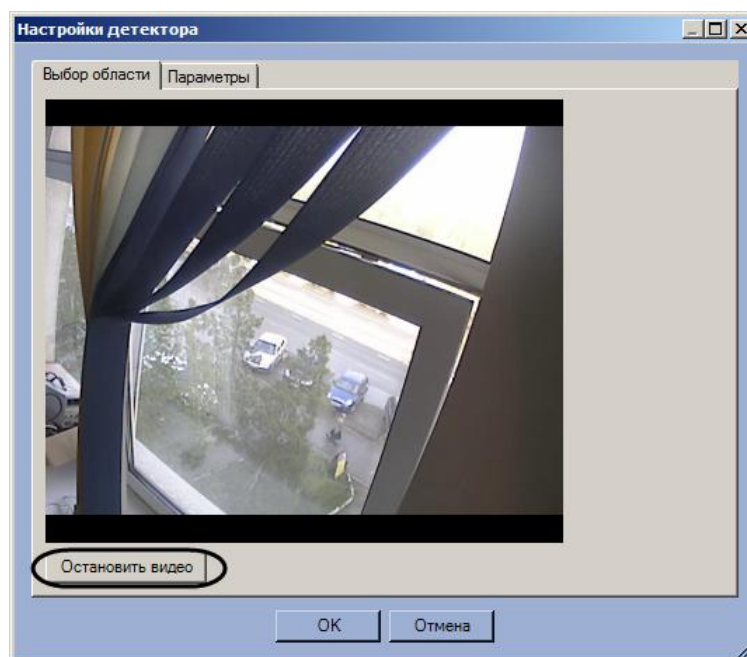 Настройки детектора
Выбор области
Параметры
Остановить видео
OK
Отмена